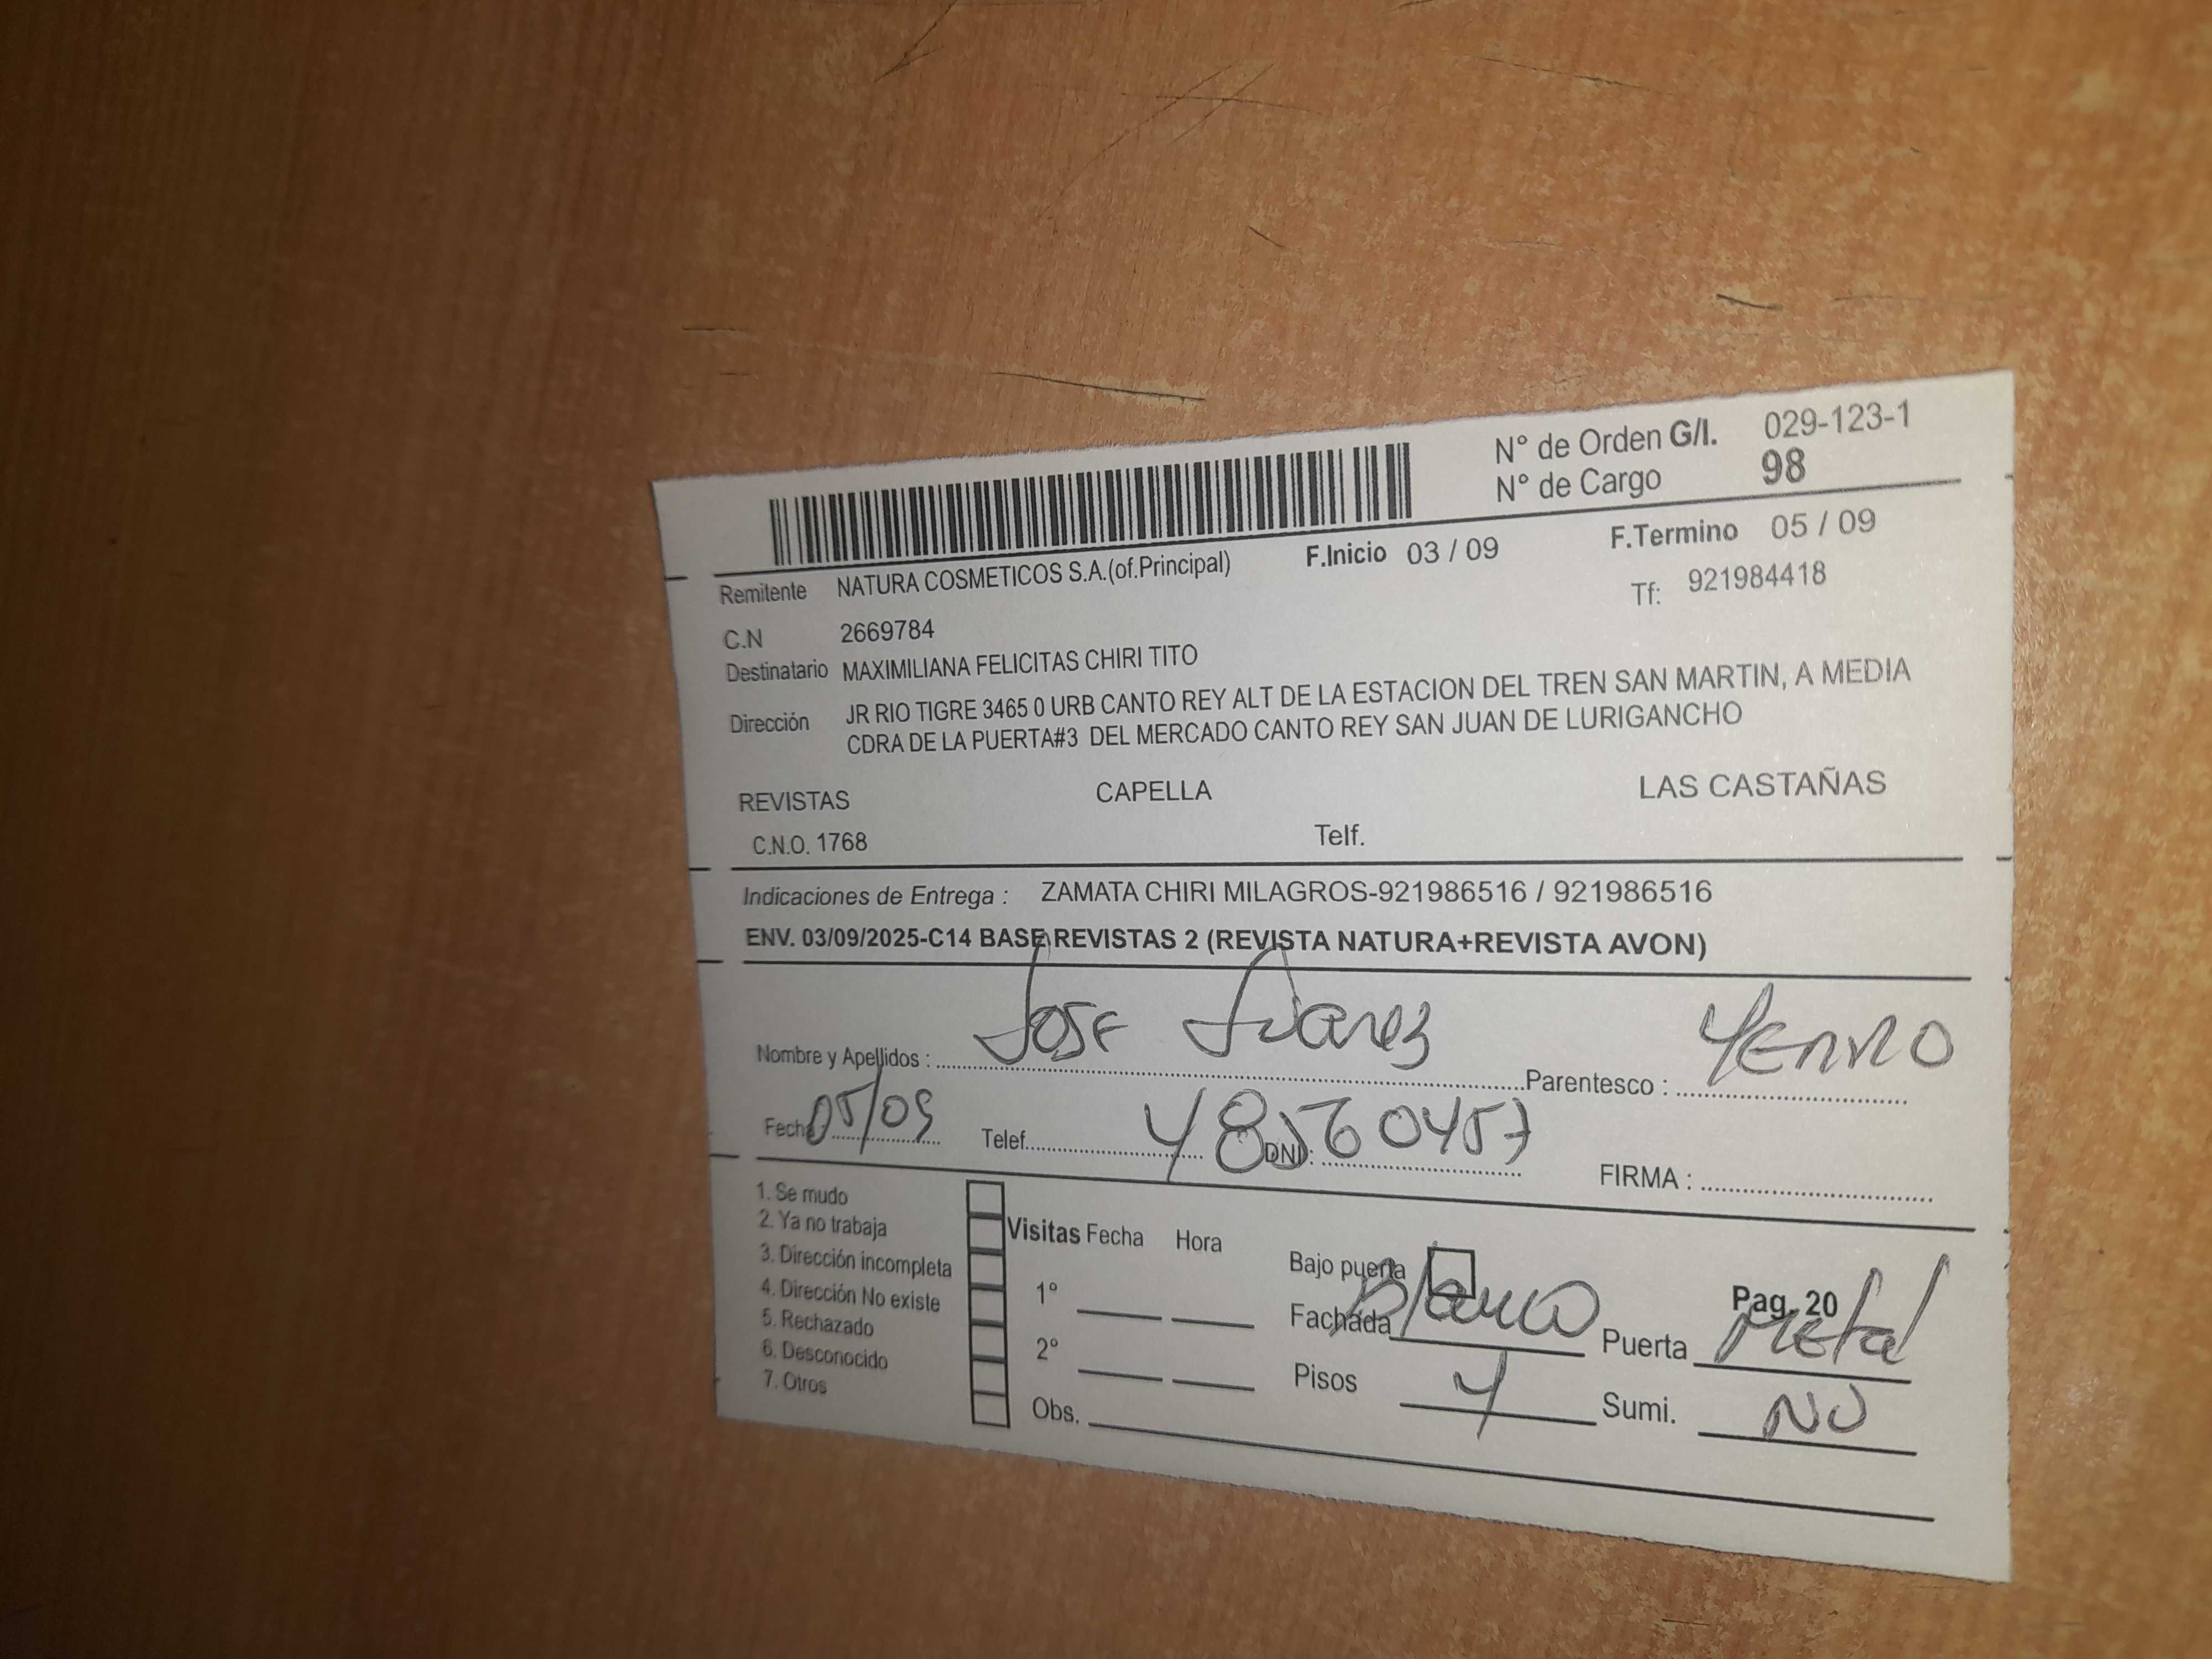 N° de Orden G/I. 029-123-1
N° de Cargo 98
F.Inicio 03 / 09 F.Termino 05 / 09
Remitente NATURA COSMETICOS S.A.(of.Principal)
Tf: 921984418
C.N 2669784
Destinatario MAXIMILIANA FELICITAS CHIRI TITO
Dirección JR RIO TIGRE 3465 0 URB CANTO REY ALT DE LA ESTACION DEL TREN SAN MARTIN, A MEDIA
CDRA DE LA PUERTA#3 DEL MERCADO CANTO REY SAN JUAN DE LURIGANCHO
REVISTAS CAPELLA LAS CASTAÑAS
C.N.O. 1768 Telf.
Indicaciones de Entrega : ZAMATA CHIRI MILAGROS-921986516 / 921986516
ENV. 03/09/2025-C14 BASE REVISTAS 2 (REVISTA NATURA+REVISTA AVON)
Nombre y Apellidos : Jose Suarez Parentesco : Yerno
Fecha 05/09 Telef. DNI: 48560457 FIRMA :
1. Se mudo
2. Ya no trabaja
3. Dirección incompleta
4. Dirección No existe
5. Rechazado
6. Desconocido
7. Otros
Visitas Fecha Hora
1°
2°
Obs.
Bajo puerta Pag. 20
Fachada Blanco Puerta Metal
Pisos 4 Sumi. NO